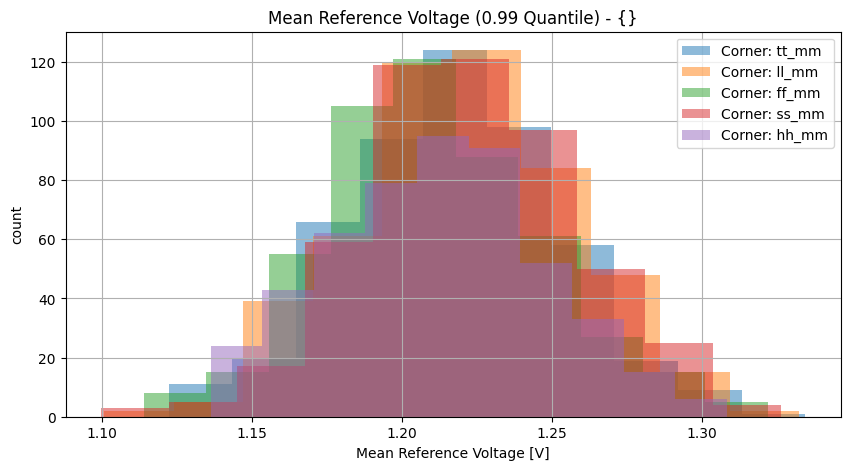 Mean Reference Voltage (0.99 Quantile) - {}
Corner: tt_mm
Corner: ll_mm
Corner: ff_mm
Corner: ss_mm
Corner: hh_mm
count
120
100
80
60
40
20
0
1.10 1.15 1.20 1.25 1.30
Mean Reference Voltage [V]